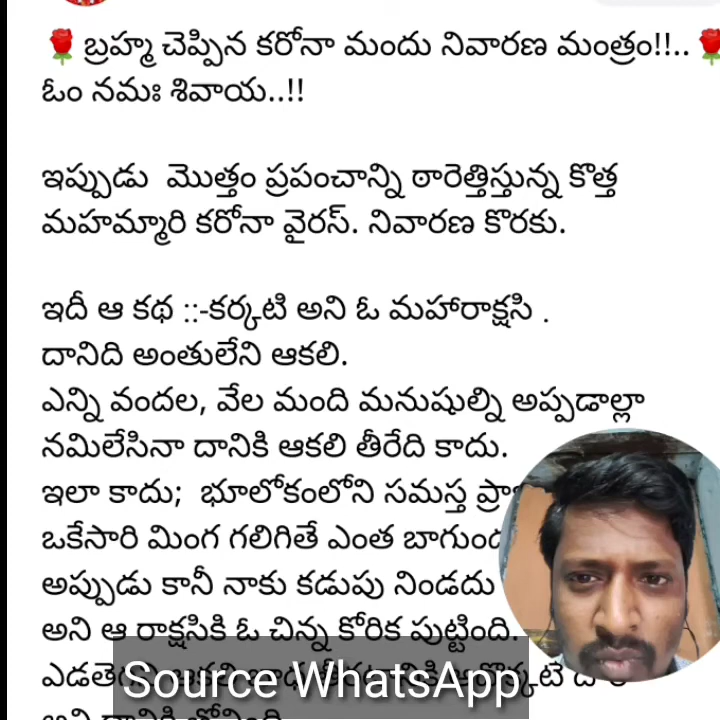 బ్రహ్మ చెప్పిన కరోనా మందు నివారణ మంత్రం!!..
ఓం నమః శివాయ..!!
ఇప్పుడు మొత్తం ప్రపంచాన్ని ఠారెత్తిస్తున్న కొత్త
మహమ్మారి కరోనా వైరస్. నివారణ కొరకు.
ఇదీ ఆ కథ ::-కర్కటి అని ఓ మహారాక్షసి .
దానిది అంతులేని ఆకలి.
ఎన్ని వందల, వేల మంది మనుషుల్ని అప్పడాల్లా
నమిలేసినా దానికి ఆకలి తీరేది కాదు.
ఇలా కాదు; భూలోకంలోని సమస్త
ఒకేసారి మింగ గలిగితే ఎంత
అప్పుడు కానీ నాకు కడుపు నిండదు
అని ఆ రాక్షసికి ఓ చిన్న కోరిక పుట్టింది.
Source WhatsApp